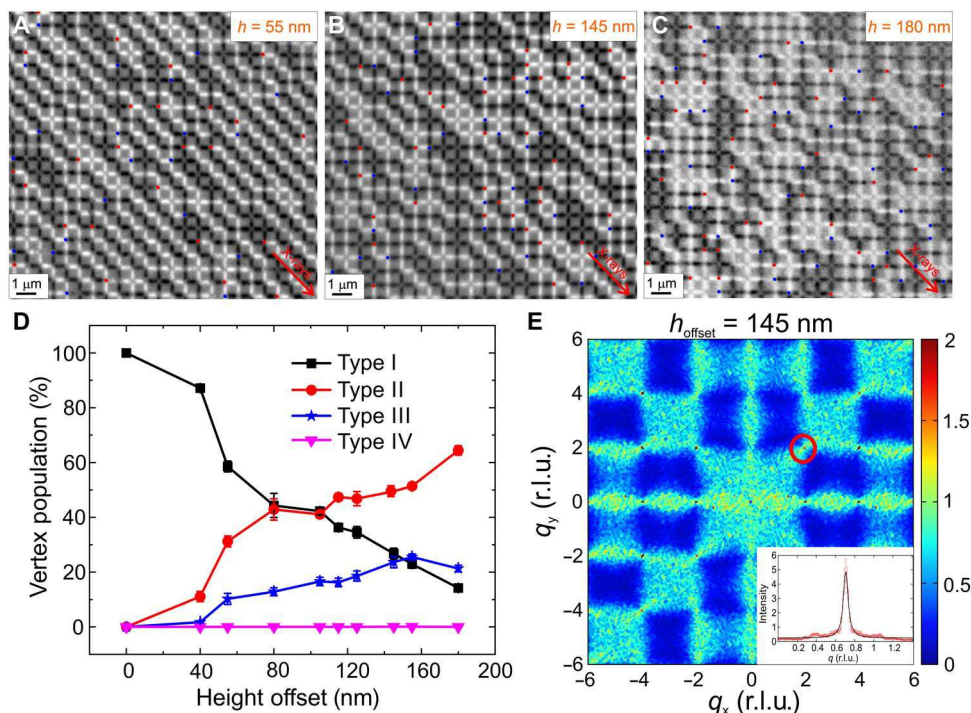 A
h = 55 nm
X-rays
1 μm
B
h = 145 nm
X-rays
1 μm
C
h = 180 nm
X-rays
1 μm
D
Vertex population (%)
100
80
60
40
20
0
Type I
Type II
Type III
Type IV
0 40 80 120 160 200
Height offset (nm)
E
h offset = 145 nm
qy (r.l.u.)
6
4
2
0
−2
−4
−6
−6 −4 −2 0 2 4 6
qx (r.l.u.)
2
1.5
1
0.5
0
Intensity
5
4
3
2
1
0
0.2 0.4 0.6 0.8 1 1.2
q (r.l.u.)